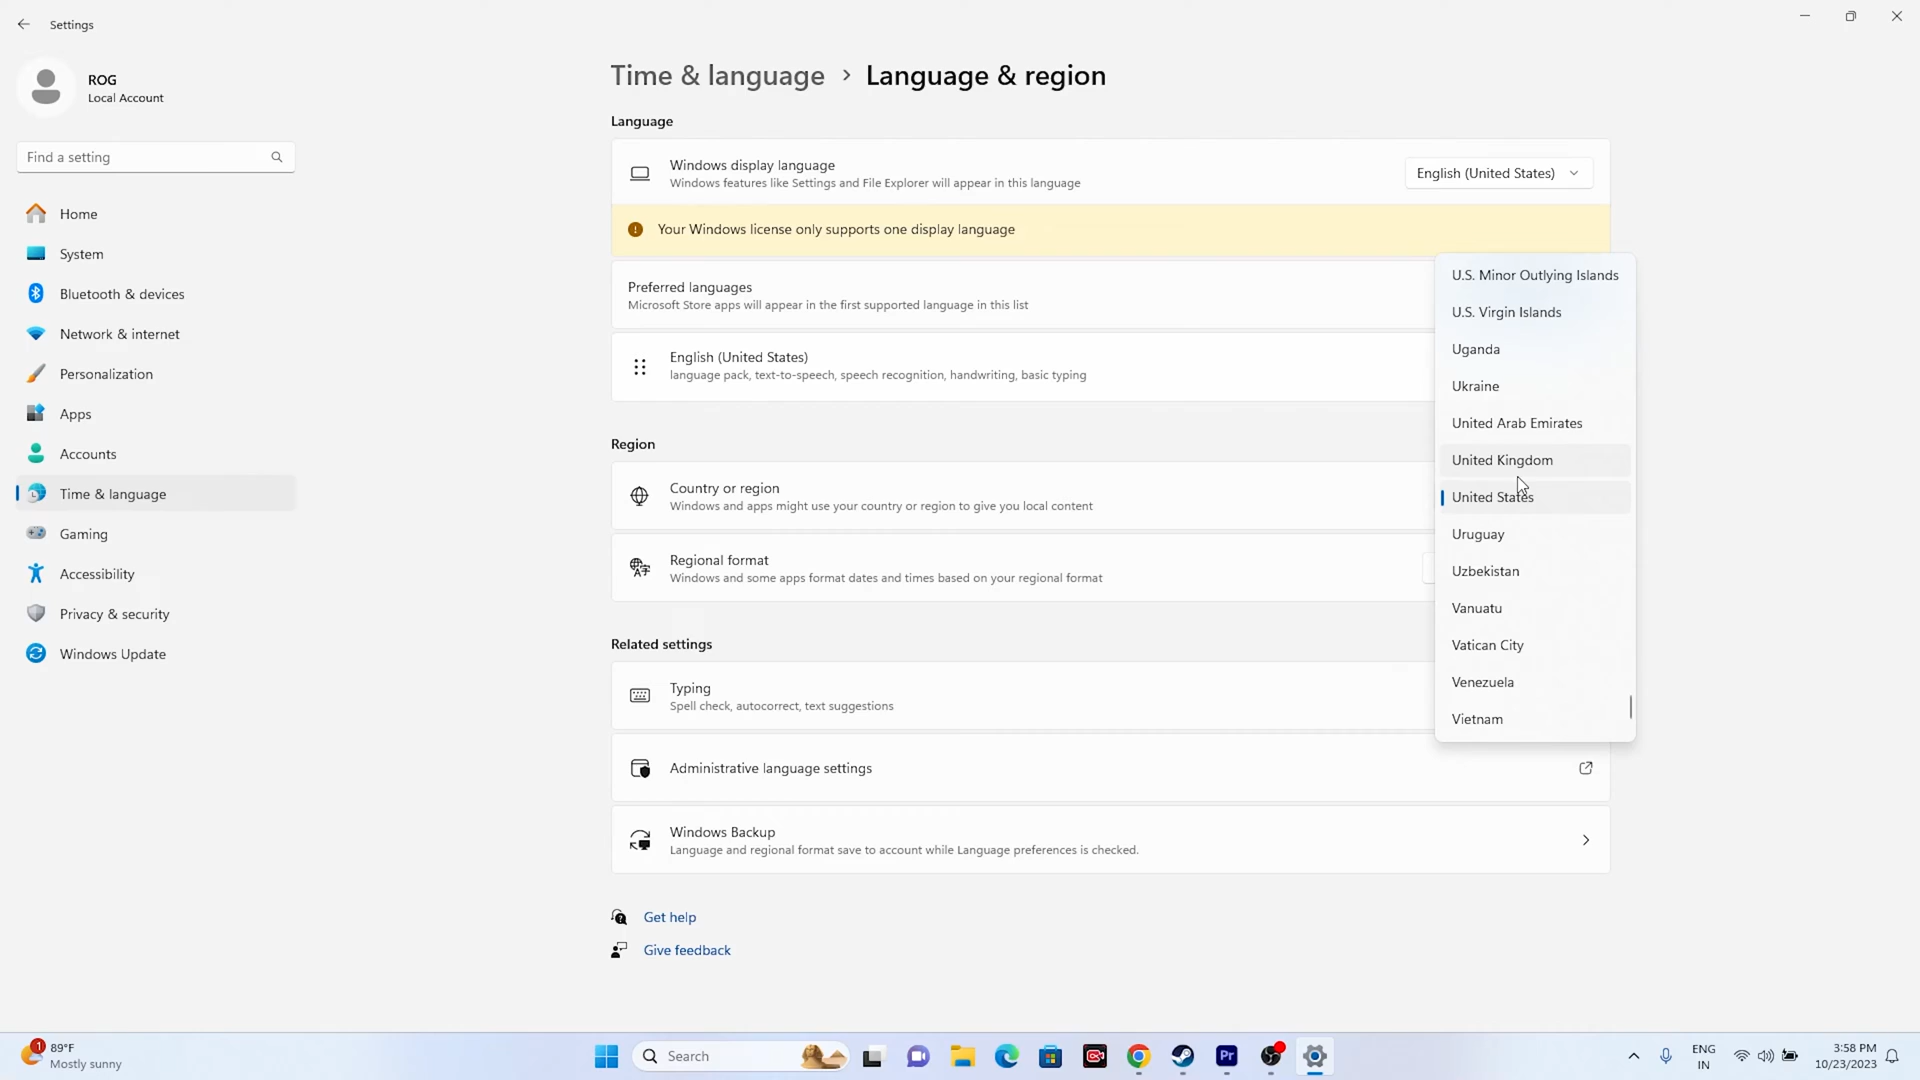 Settings
ROG
Local Account
Find a setting
Home
System
Bluetooth & devices
Network & internet
Personalization
Apps
Accounts
Time & language
Gaming
Accessibility
Privacy & security
Windows Update
Time & language > Language & region
Language
Windows display language
Windows features like Settings and File Explorer will appear in this language
English (United States)
Your Windows license only supports one display language
Preferred languages
Microsoft Store apps will appear in the first supported language in this list
English (United States)
language pack, text-to-speech, speech recognition, handwriting, basic typing
Region
Country or region
Windows and apps might use your country or region to give you local content
Regional format
Windows and some apps format dates and times based on your regional format
U.S. Minor Outlying Islands
U.S. Virgin Islands
Uganda
Ukraine
United Arab Emirates
United Kingdom
United States
Uruguay
Uzbekistan
Vanuatu
Vatican City
Venezuela
Vietnam
Related settings
Typing
Spell check, autocorrect, text suggestions
Administrative language settings
Windows Backup
Language and regional format save to account while Language preferences is checked.
Get help
Give feedback
1
89°F
Mostly sunny
Search
Pr
ENG
IN
3:58 PM
10/23/2023